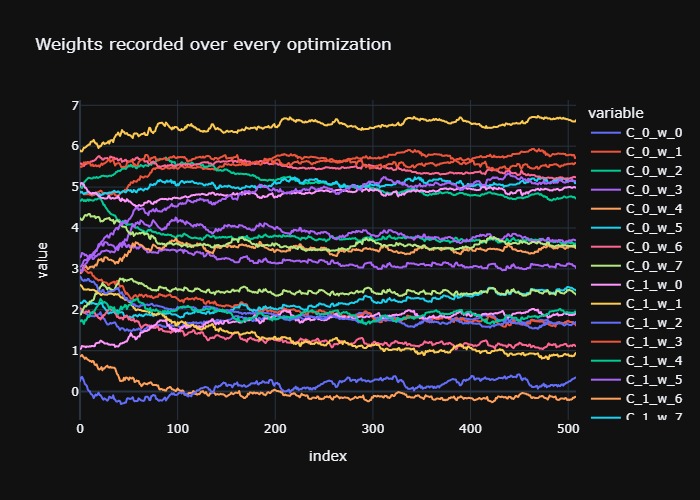 Weights recorded over every optimization
variable
C_0_w_0
C_0_w_1
C_0_w_2
C_0_w_3
C_0_w_4
C_0_w_5
C_0_w_6
C_0_w_7
C_1_w_0
C_1_w_1
C_1_w_2
C_1_w_3
C_1_w_4
C_1_w_5
C_1_w_6
C_1_w_7
7
6
5
4
3
2
1
0
value
0 100 200 300 400 500
index